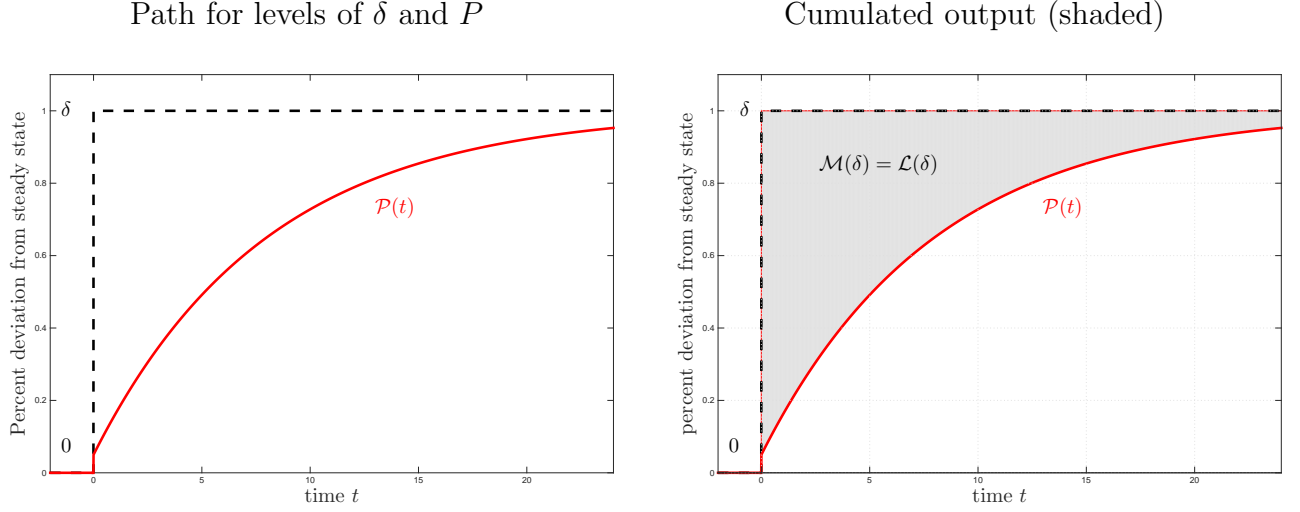 Path for levels of δ and P
Percent deviation from steady state
1
0.8
0.6
0.4
0.2
0
δ
0
𝒫(t)
0
5
10
15
20
time t
Cumulated output (shaded)
percent deviation from steady state
1
0.8
0.6
0.4
0.2
0
δ
0
ℳ(δ) = ℒ(δ)
𝒫(t)
0
5
10
15
20
time t